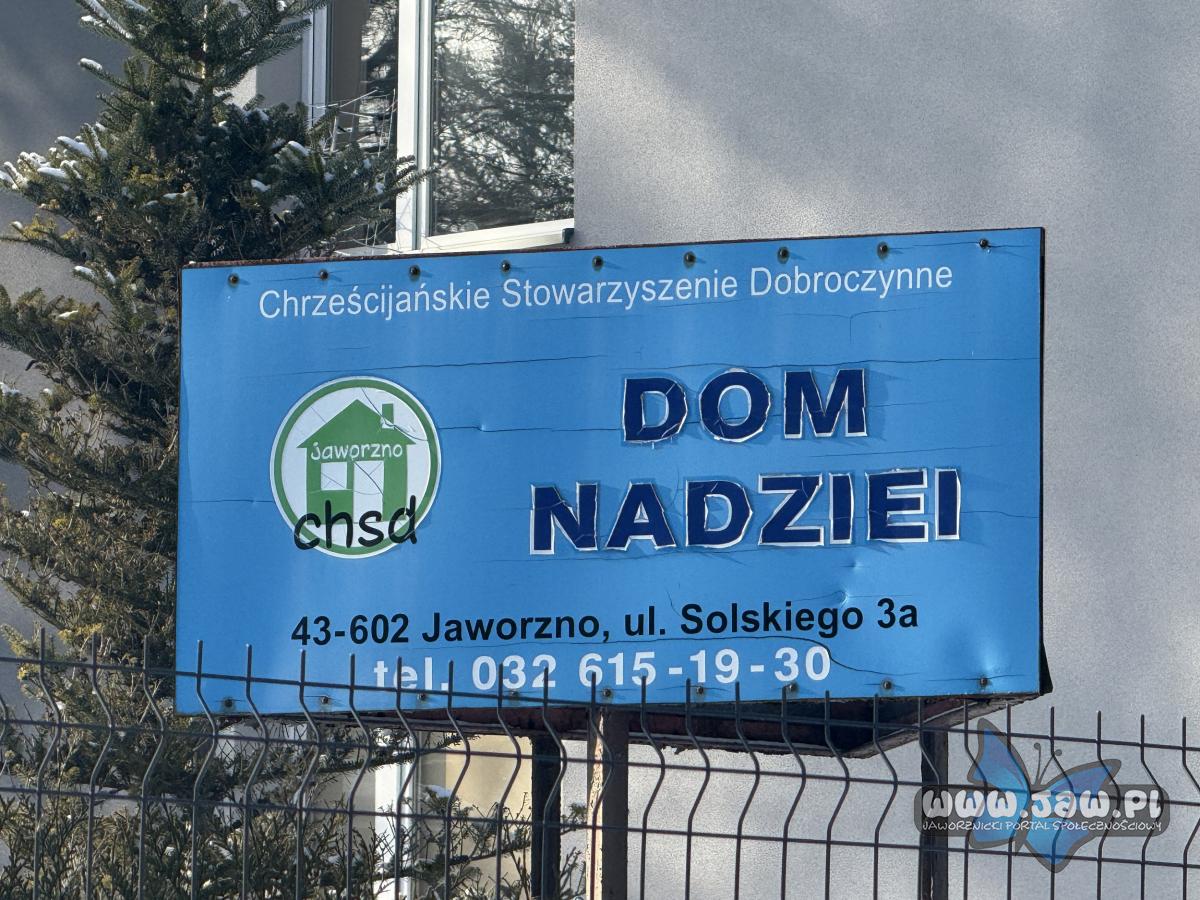 Chrześcijańskie Stowarzyszenie Dobroczynne
jaworzno
chsd
DOM
NADZIEI
43-602 Jaworzno, ul. Solskiego 3a
tel. 032 615-19-30
www.jaw.pl
JAWORZNICKI PORTAL SPOŁECZNOŚCIOWY